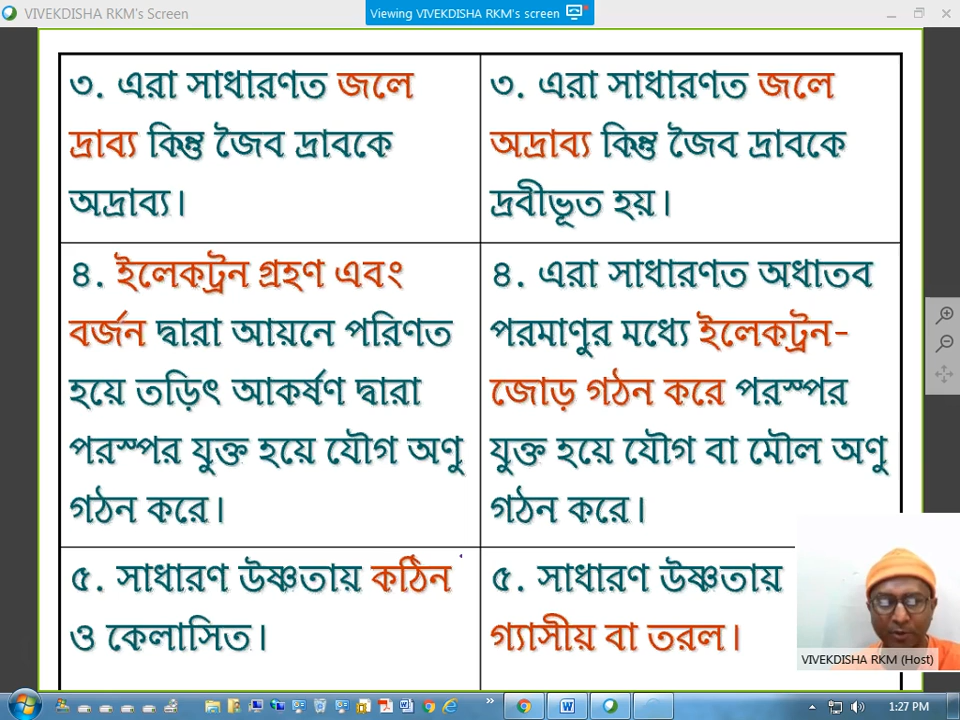 VIVEKDISHA RKM's Screen
Viewing VIVEKDISHA RKM's screen
৩. এরা সাধারণত জলে
দ্রাব্য কিন্তু জৈব দ্রাবকে
অদ্রাব্য।
৩. এরা সাধারণত জলে
অদ্রাব্য কিন্তু জৈব দ্রাবকে
দ্রবীভূত হয়।
৪. ইলেকট্রন গ্রহণ এবং
বর্জন দ্বারা আয়নে পরিণত
হয়ে তড়িৎ আকর্ষণ দ্বারা
পরস্পর যুক্ত হয়ে যৌগ অণু
গঠন করে।
৪. এরা সাধারণত অধাতব
পরমাণুর মধ্যে ইলেকট্রন-
জোড় গঠন করে পরস্পর
যুক্ত হয়ে যৌগ বা মৌল অণু
গঠন করে।
৫. সাধারণ উষ্ণতায় কঠিন
ও কেলাসিত।
৫. সাধারণ উষ্ণতায়
গ্যাসীয় বা তরল।
VIVEKDISHA RKM (Host)
1:27 PM